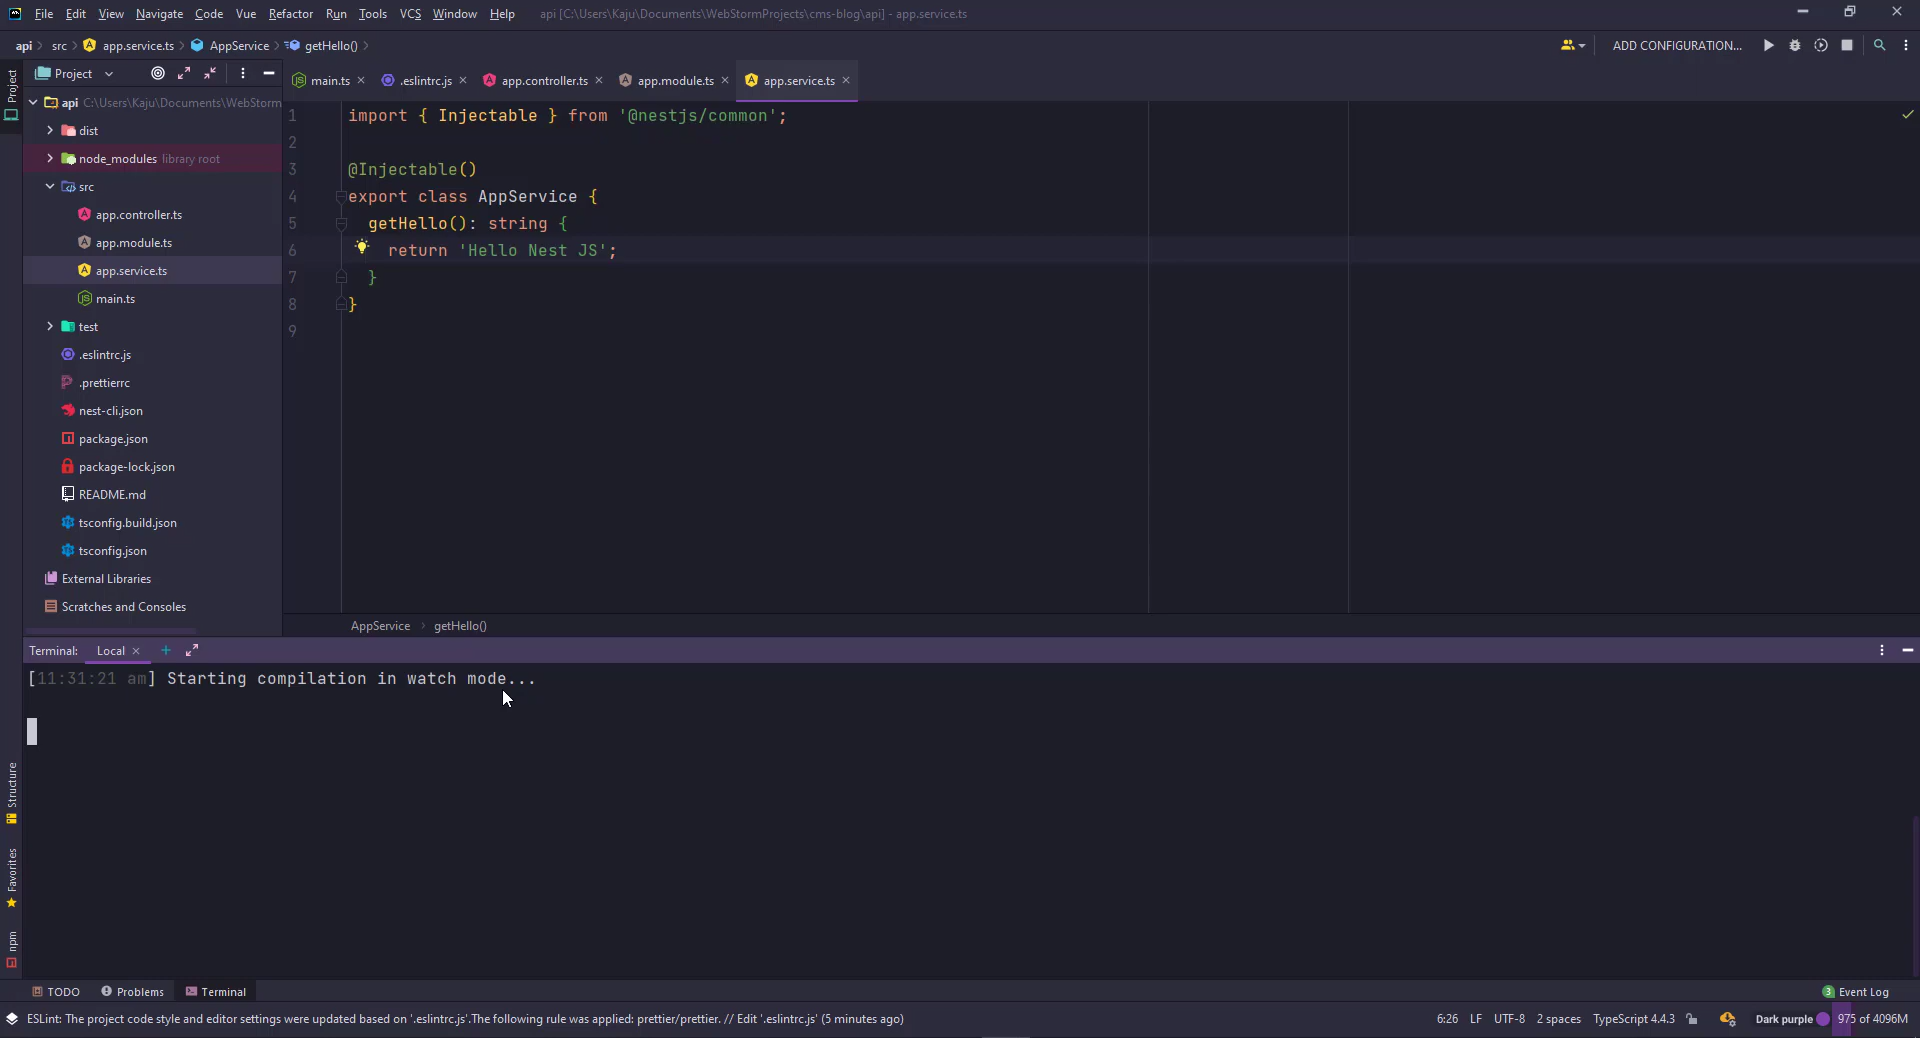 File Edit View Navigate Code Vue Refactor Run Tools VCS Window Help api [C:\Users\Kaju\Documents\WebStormProjects\cms-blog\api] - app.service.ts
api src app.service.ts AppService getHello() ADD CONFIGURATION...
Project
Project main.ts .eslintrc.js app.controller.ts app.module.ts app.service.ts
api C:\Users\Kaju\Documents\WebStorm
dist
node_modules library root
src
app.controller.ts
app.module.ts
app.service.ts
main.ts
test
.eslintrc.js
.prettierrc
nest-cli.json
package.json
package-lock.json
README.md
tsconfig.build.json
tsconfig.json
External Libraries
Scratches and Consoles
1 import { Injectable } from '@nestjs/common';
2
3 @Injectable()
4 export class AppService {
5 getHello(): string {
6 return 'Hello Nest JS';
7 }
8 }
9
AppService getHello()
Terminal: Local
[11:31:21 am] Starting compilation in watch mode...
Structure
Favorites
npm
TODO Problems Terminal 3 Event Log
ESLint: The project code style and editor settings were updated based on '.eslintrc.js'.The following rule was applied: prettier/prettier. // Edit '.eslintrc.js' (5 minutes ago) 6:26 LF UTF-8 2 spaces TypeScript 4.4.3 Dark purple 975 of 4096M